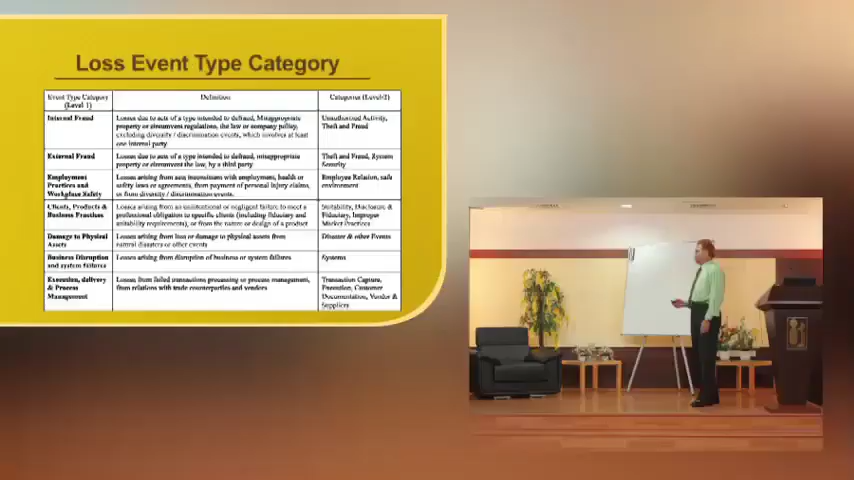 Loss Event Type Category
Event Type Category
(Level 1)
Definition
Categories (Level 2)
Internal Fraud
Losses due to acts of a type intended to defraud, Misappropriate
property or circumvent regulations, the law or company policy,
excluding diversity / discrimination events, which involves at least
one internal party
Unauthorised Activity,
Theft and Fraud
External Fraud
Losses due to acts of a type intended to defraud, misappropriate
property or circumvent the law, by a third party
Theft and Fraud, System
Security
Employment
Practices and
Workplace Safety
Losses arising from acts inconsistent with employment, health or
safety laws or agreements, from payment of personal injury claims,
or from diversity / discrimination events.
Employee Relation, safe
environment
Clients, Products &
Business Practices
Losses arising from an unintentional or negligent failure to meet a
professional obligation to specific clients (including fiduciary and
suitability requirements), or from the nature or design of a product
Suitability, Disclosure &
Fiduciary, Improper
Market Practices
Damage to Physical
Assets
Losses arising from loss or damage to physical assets from
natural disasters or other events
Disaster & other Events
Business Disruption
and system failures
Losses arising from disruption of business or system failures
Systems
Execution, delivery
& Process
Management
Losses from failed transactions processing or process management,
from relations with trade counterparties and vendors
Transaction Capture,
Execution, Customer
Documentation, Vendor &
Suppliers